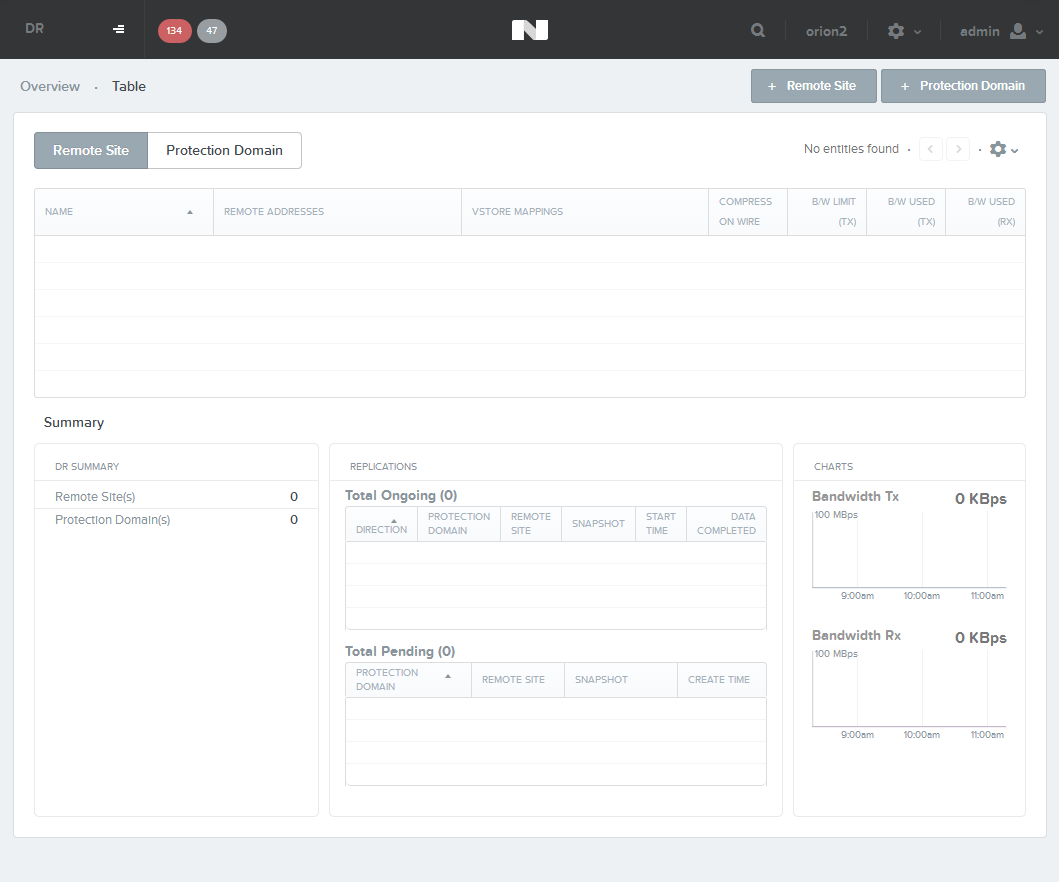 DR
134
47
orion2
admin
Overview · Table
+ Remote Site
+ Protection Domain
Remote Site
Protection Domain
No entities found ·
NAME
REMOTE ADDRESSES
VSTORE MAPPINGS
COMPRESS
ON WIRE
B/W LIMIT
(TX)
B/W USED
(TX)
B/W USED
(RX)
Summary
DR SUMMARY
Remote Site(s) 0
Protection Domain(s) 0
REPLICATIONS
Total Ongoing (0)
DIRECTION
PROTECTION
DOMAIN
REMOTE
SITE
SNAPSHOT
START
TIME
DATA
COMPLETED
Total Pending (0)
PROTECTION
DOMAIN
REMOTE SITE
SNAPSHOT
CREATE TIME
CHARTS
Bandwidth Tx 0 KBps
100 MBps
9:00am 10:00am 11:00am
Bandwidth Rx 0 KBps
100 MBps
9:00am 10:00am 11:00am